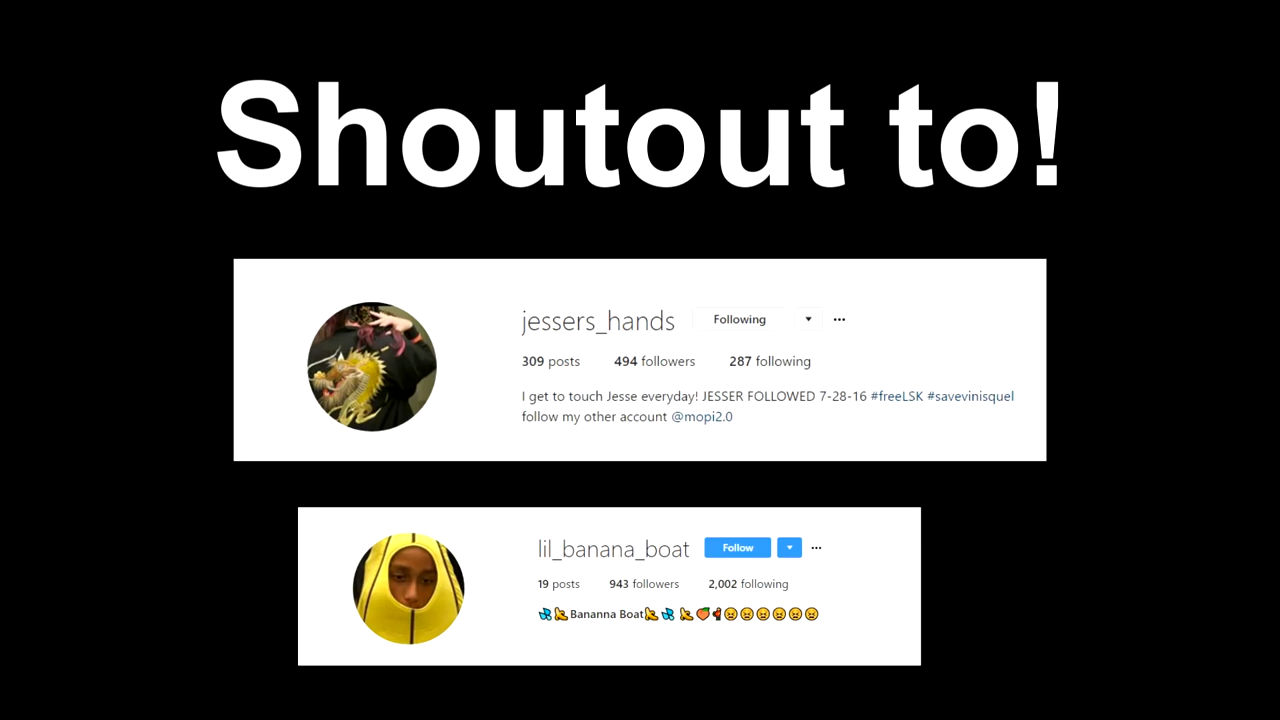 Shoutout to!
jessers_hands Following ▼ •••
309 posts 494 followers 287 following
I get to touch Jesse everyday! JESSER FOLLOWED 7-28-16 #freeLSK #savevinisquel
follow my other account @mopi2.0
lil_banana_boat Follow ▼ •••
19 posts 943 followers 2,002 following
💦🍌Bananna Boat🍌💦 🍌🍑💃😖😖😖😖😖😖